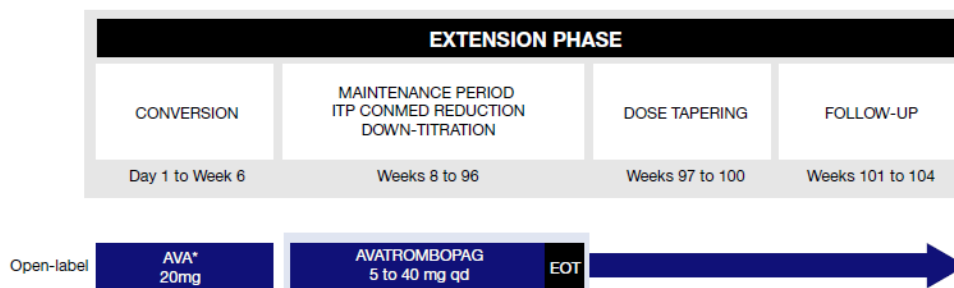 EXTENSION PHASE
CONVERSION
MAINTENANCE PERIOD
ITP CONMED REDUCTION
DOWN-TITRATION
DOSE TAPERING
FOLLOW-UP
Day 1 to Week 6
Weeks 8 to 96
Weeks 97 to 100
Weeks 101 to 104
Open-label
AVA*
20mg
AVATROMBOPAG
5 to 40 mg qd
EOT